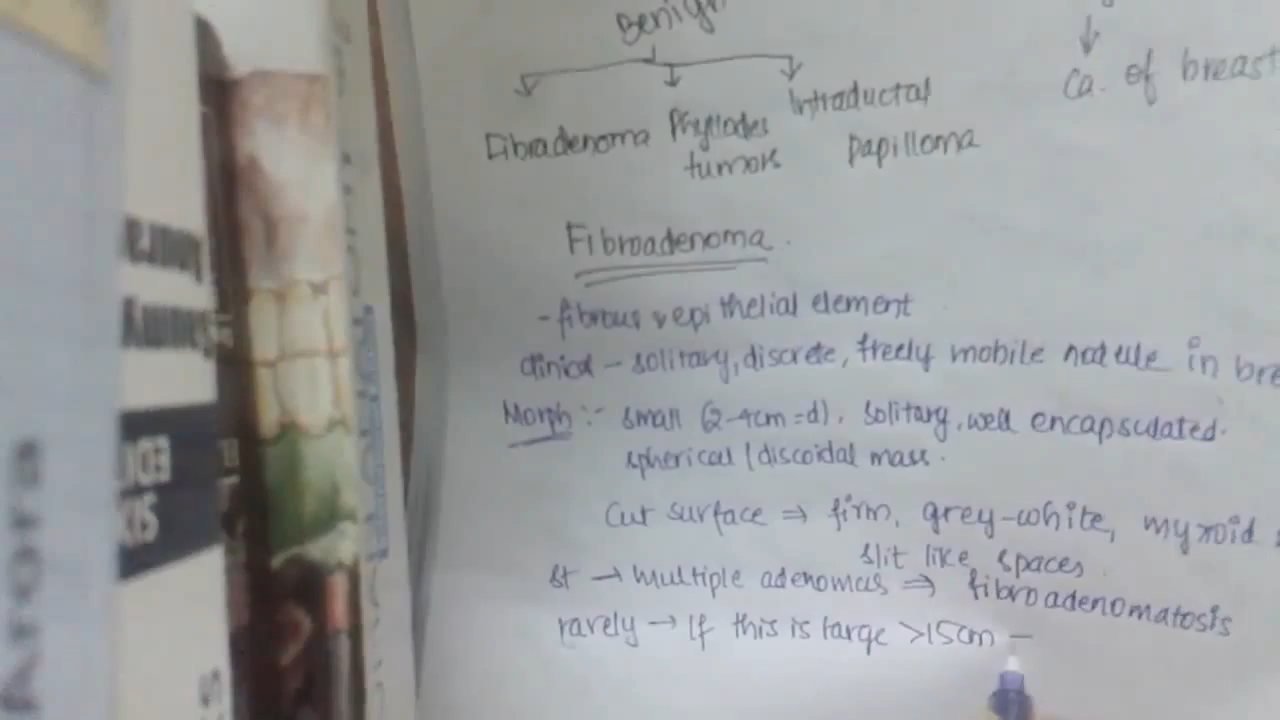 Benign
Ca. of breast
Fibradenoma Phyllodes Intraductal
tumors papilloma
Fibroadenoma.
- fibrous & epithelial element
clinical - solitary, discrete, freely mobile in bre
Morph :- small (2-4cm=d), solitary, well encapsulated.
spherical / discoidal mass.
Cut surface ⇒ firm, grey-white, myxoid
slit like spaces.
st → multiple adenomas ⇒ fibroadenomatosis
rarely → If this is large >15cm -